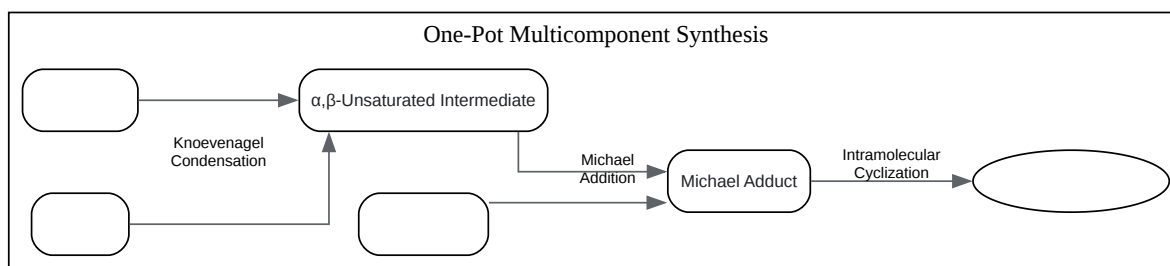 One-Pot Multicomponent Synthesis
α,β-Unsaturated Intermediate
Knoevenagel
Condensation
Michael
Addition
Michael Adduct
Intramolecular
Cyclization